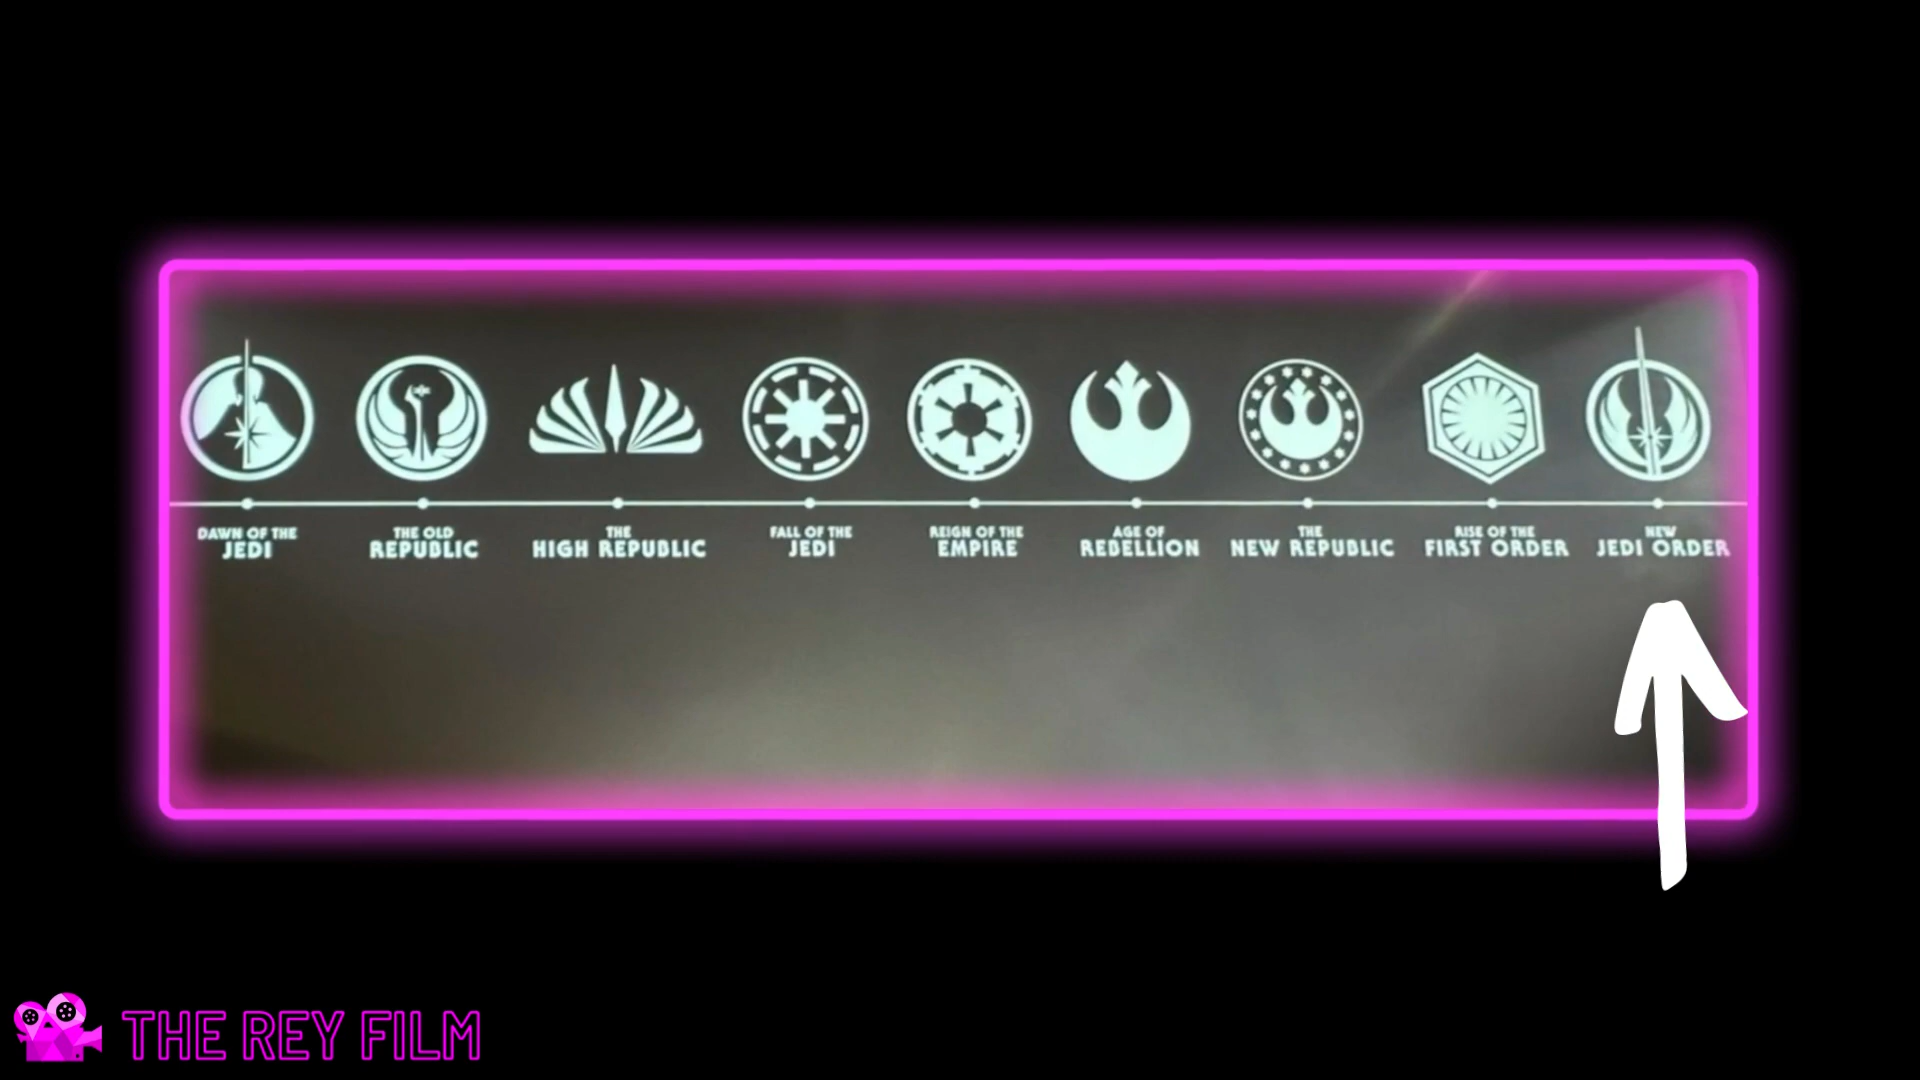 DAWN OF THE
JEDI
THE OLD
REPUBLIC
THE
HIGH REPUBLIC
FALL OF THE
JEDI
REIGN OF THE
EMPIRE
AGE OF
REBELLION
THE
NEW REPUBLIC
RISE OF THE
FIRST ORDER
NEW
JEDI ORDER
THE REY FILM